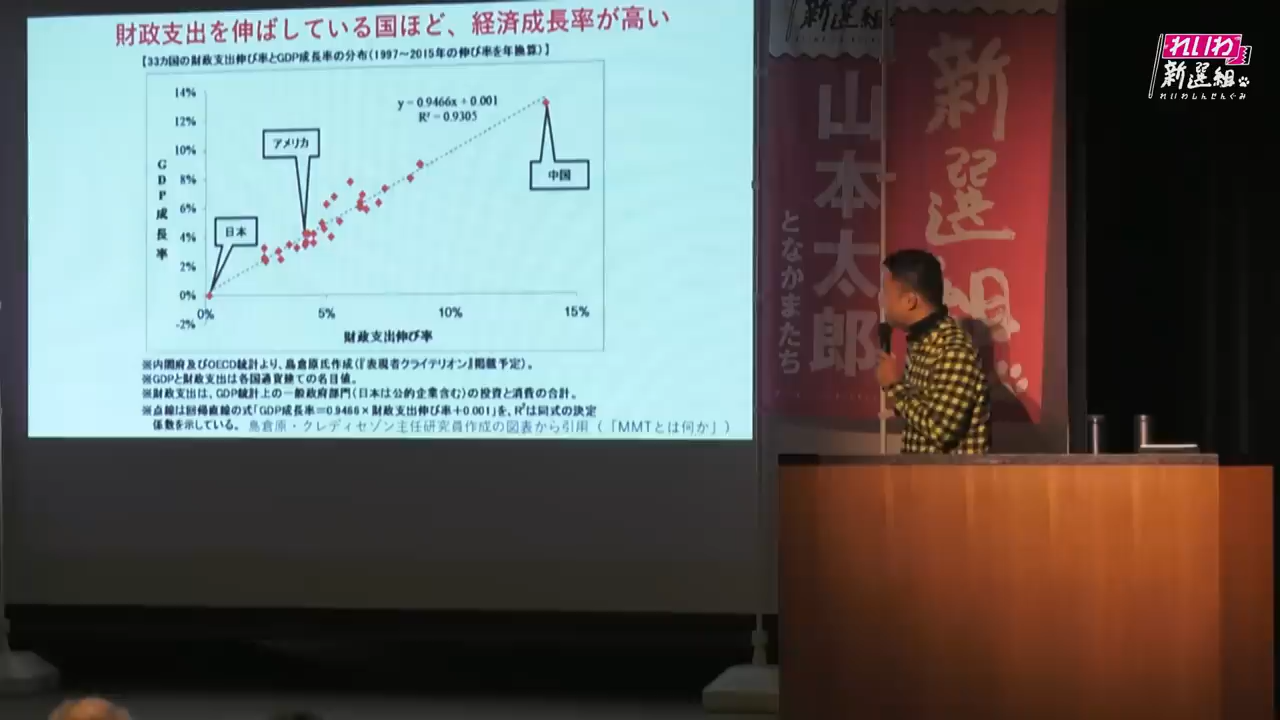 財政支出を伸ばしている国ほど、経済成長率が高い
【33カ国の財政支出伸び率とGDP成長率の分布（1997～2015年の伸び率を年換算）】
14%
12%
10%
8%
6%
4%
2%
0%
-2%
GDP成長率
y = 0.9466x + 0.001
R² = 0.9305
アメリカ
中国
日本
0%
5%
10%
15%
財政支出伸び率
※内閣府及びOECD統計より、島倉原氏作成（『表現者クライテリオン』掲載予定）。
※GDPと財政支出は各国通貨建ての名目値。
※財政支出は、GDP統計上の一般政府部門（日本は公的企業含む）の投資と消費の合計。
※点線は回帰直線の式「GDP成長率＝0.9466×財政支出伸び率＋0.001」を、R²は同式の決定
係数を示している。 島倉原・クレディセゾン主任研究員作成の図表から引用（「MMTとは何か」）
新選組
山本太郎
となかまたち
新選組
れいわ
新選組
れいわしんせんぐみ